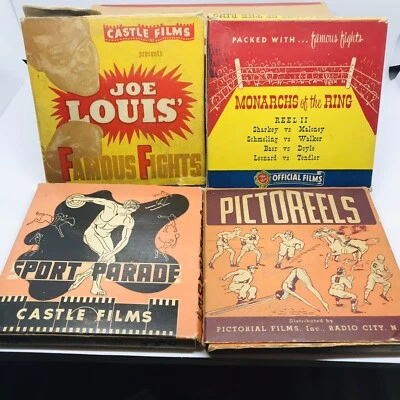 CASTLE FILMS
presents
JOE
LOUIS'
FAMOUS FIGHTS
PACKED WITH... famous fights
MONARCHS of the RING
REEL II
Sharkey vs Maloney
Schmeling vs Walker
Baer vs Doyle
Leonard vs Tendler
OFFICIAL FILMS
SPORT PARADE
CASTLE FILMS
PICTOREELS
Distributed by
PICTORIAL FILMS, Inc., RADIO CITY, N.